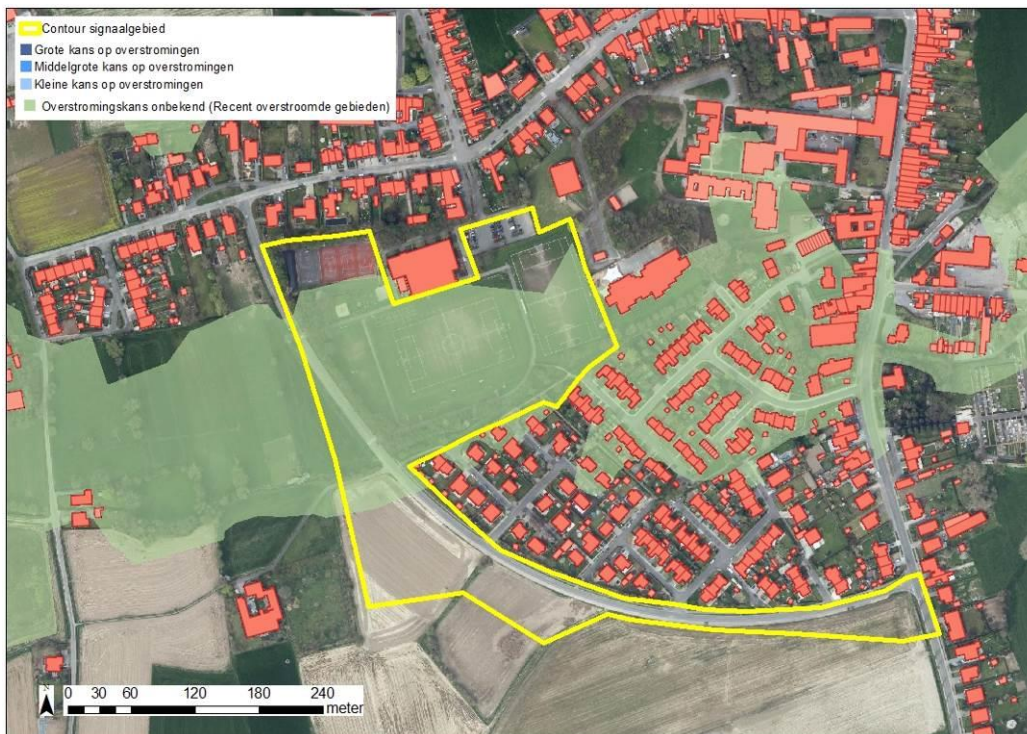 Contour signaalgebied
Grote kans op overstromingen
Middelgrote kans op overstromingen
Kleine kans op overstromingen
Overstromingskans onbekend (Recent overstroomde gebieden)
N
0 30 60 120 180 240
meter